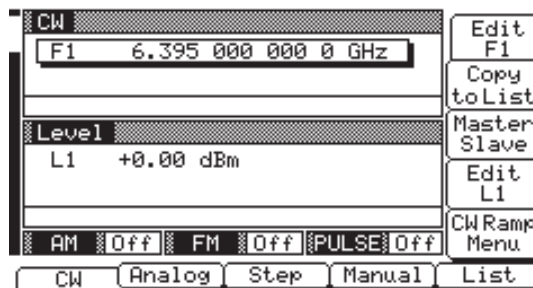 CW
F1 6.395 000 000 0 GHz
Level
L1 +0.00 dBm
AM Off FM Off PULSE Off
Edit
F1
Copy
to List
Master
Slave
Edit
L1
CW Ramp
Menu
CW Analog Step Manual List